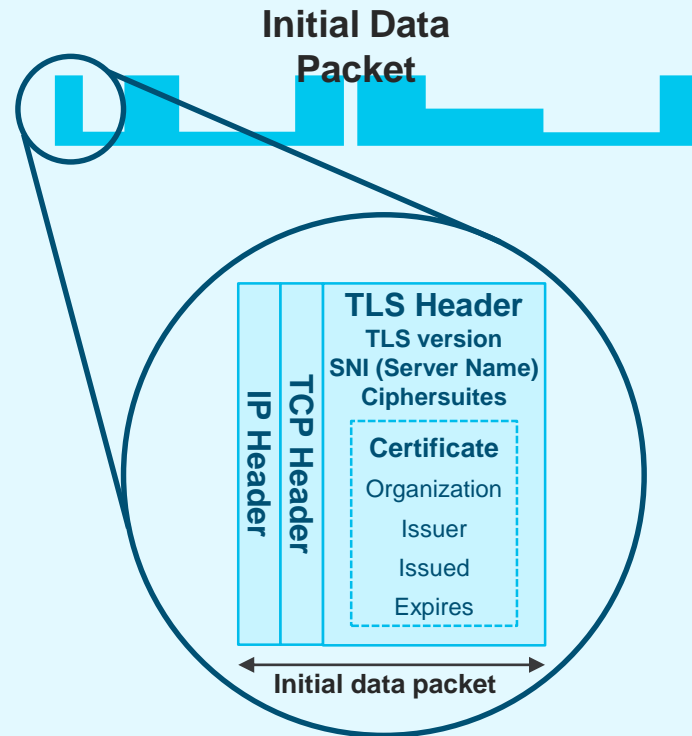 Initial Data
Packet
IP Header
TCP Header
TLS Header
TLS version
SNI (Server Name)
Ciphersuites
Certificate
Organization
Issuer
Issued
Expires
Initial data packet